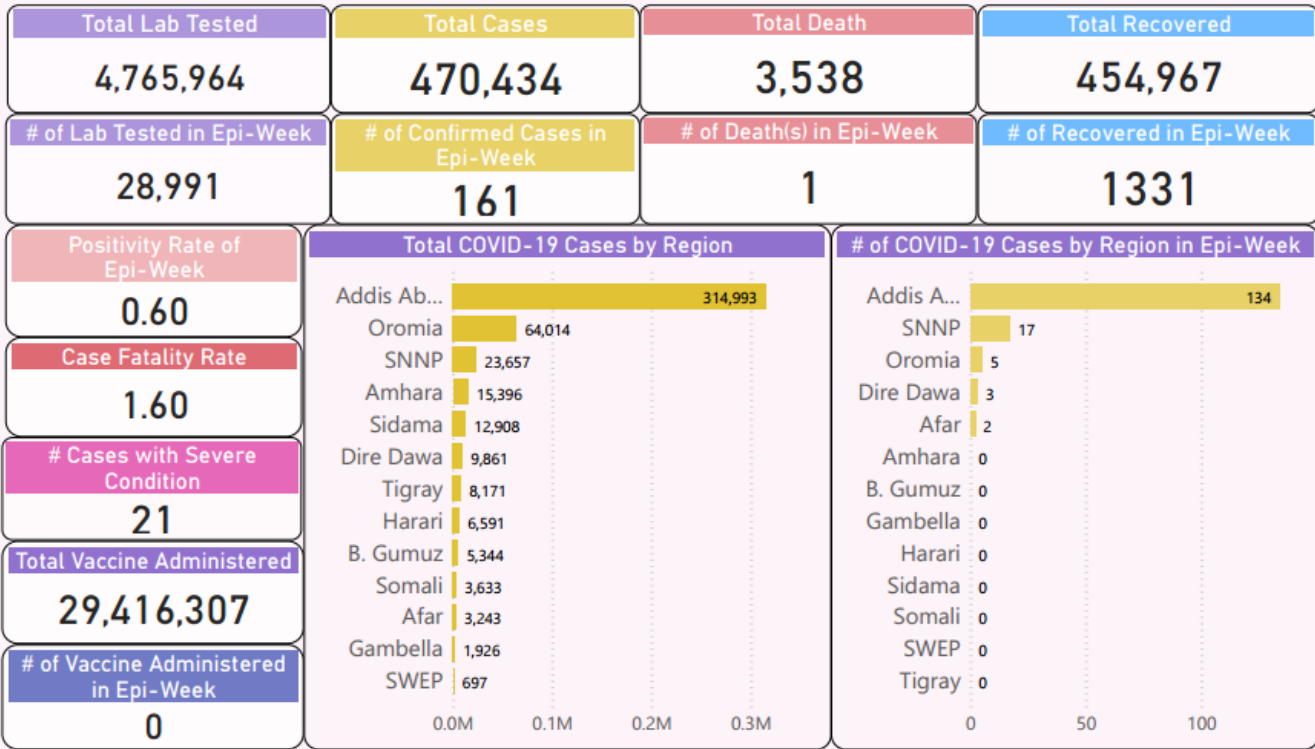 Total Lab Tested
4,765,964
Total Cases
470,434
Total Death
3,538
Total Recovered
454,967
# of Lab Tested in Epi-Week
28,991
# of Confirmed Cases in
Epi-Week
161
# of Death(s) in Epi-Week
1
# of Recovered in Epi-Week
1331
Positivity Rate of
Epi-Week
0.60
Case Fatality Rate
1.60
# Cases with Severe
Condition
21
Total Vaccine Administered
29,416,307
# of Vaccine Administered
in Epi-Week
0
Total COVID-19 Cases by Region
Addis Ab... 314,993
Oromia 64,014
SNNP 23,657
Amhara 15,396
Sidama 12,908
Dire Dawa 9,861
Tigray 8,171
Harari 6,591
B. Gumuz 5,344
Somali 3,633
Afar 3,243
Gambella 1,926
SWEP 697
0.0M 0.1M 0.2M 0.3M
# of COVID-19 Cases by Region in Epi-Week
Addis A... 134
SNNP 17
Oromia 5
Dire Dawa 3
Afar 2
Amhara 0
B. Gumuz 0
Gambella 0
Harari 0
Sidama 0
Somali 0
SWEP 0
Tigray 0
0 50 100